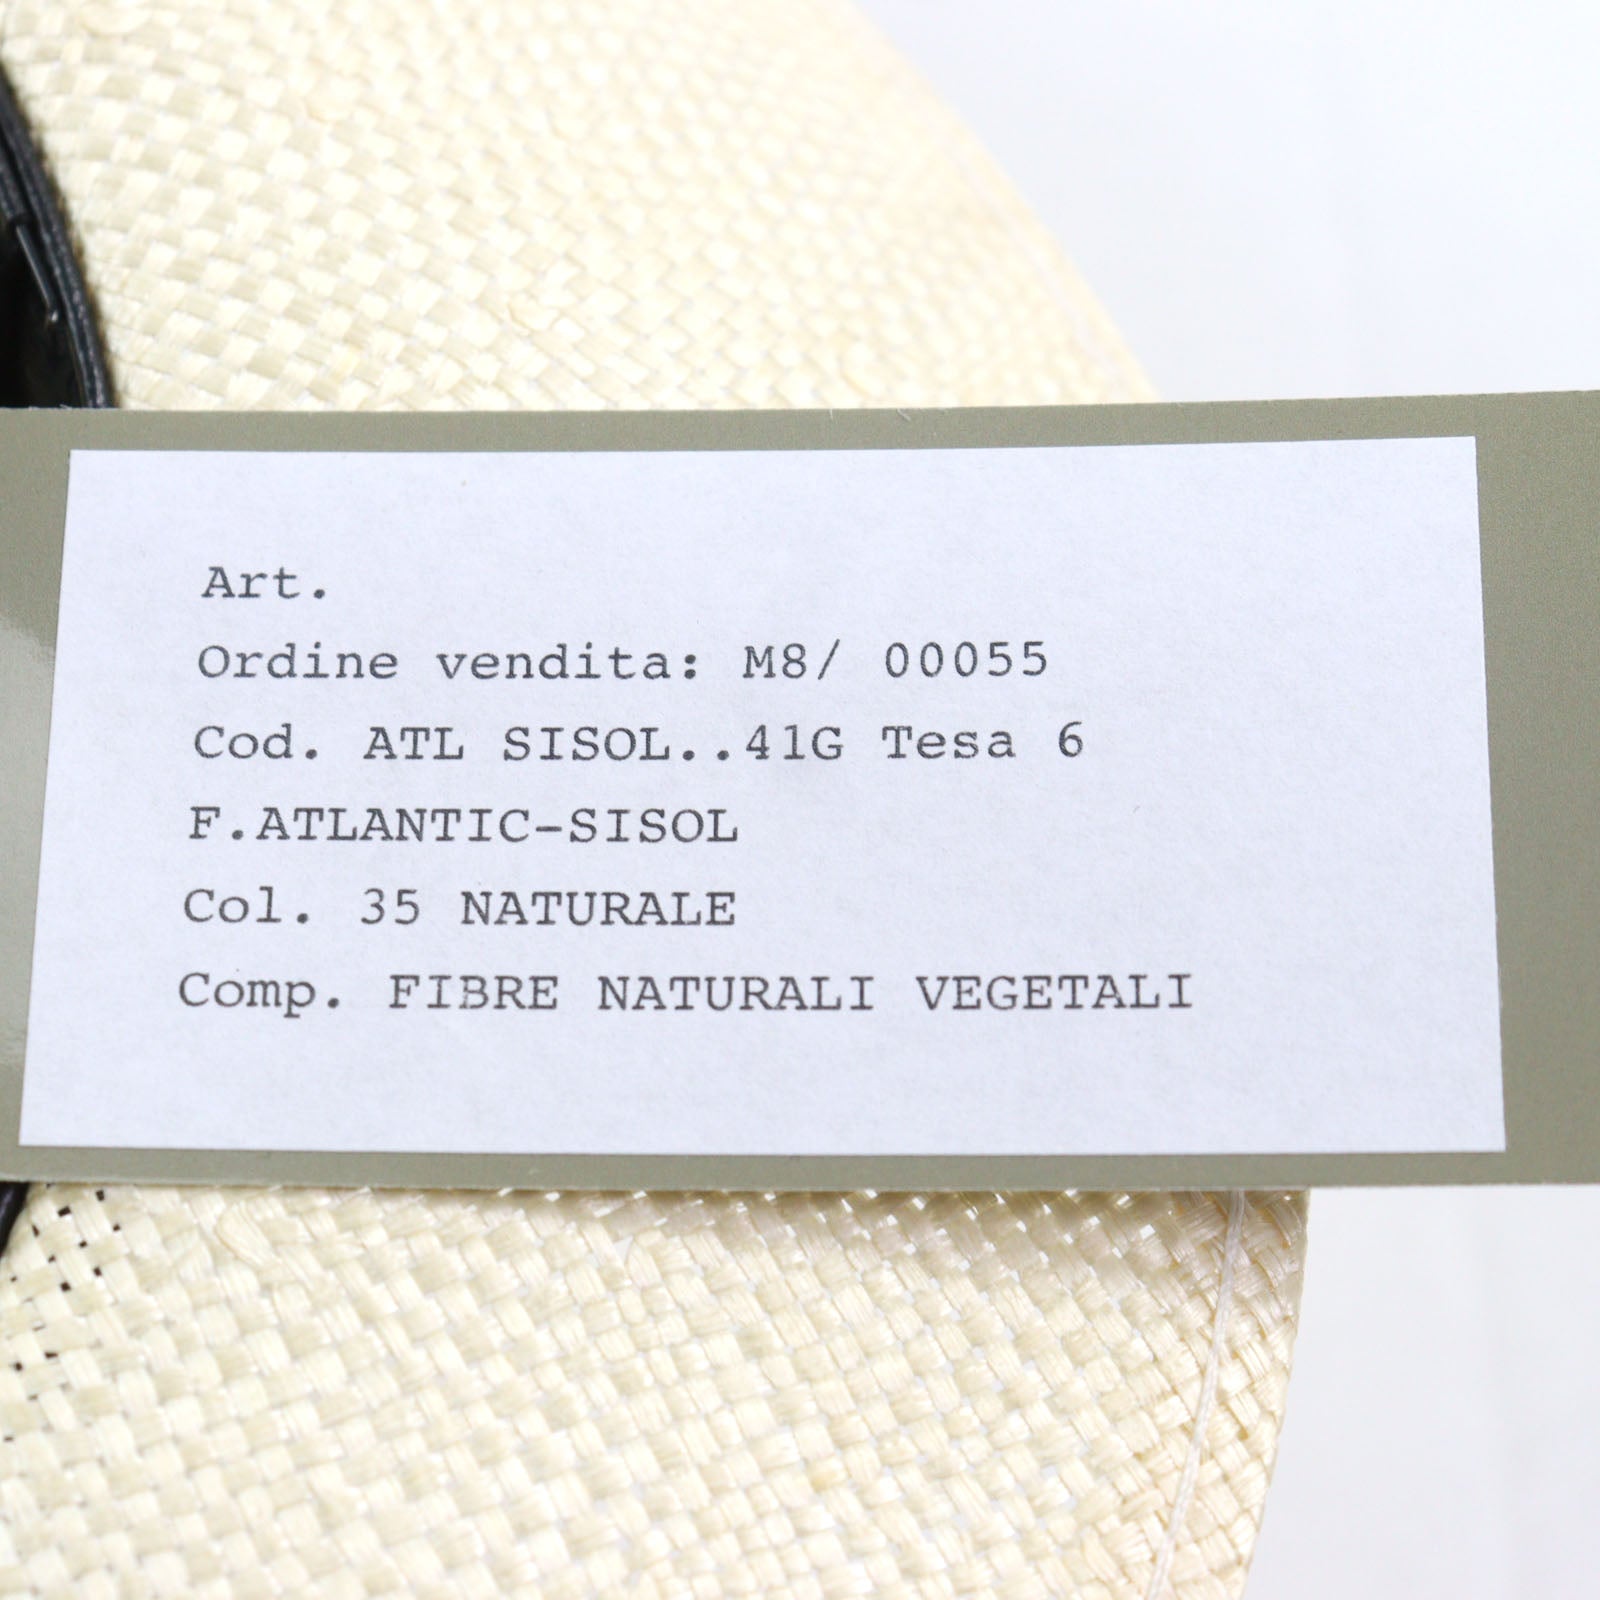 Art.
Ordine vendita: M8/ 00055
Cod. ATL SISOL..41G Tesa 6
F.ATLANTIC-SISOL
Col. 35 NATURALE
Comp. FIBRE NATURALI VEGETALI